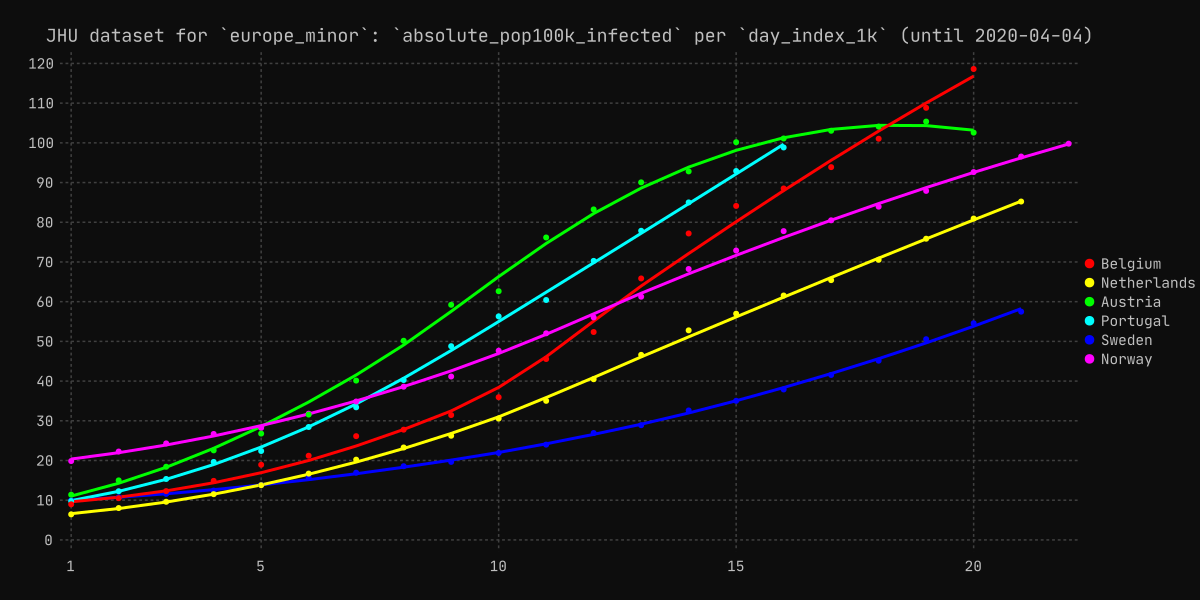 JHU dataset for `europe_minor`: `absolute_pop100k_infected` per `day_index_1k` (until 2020-04-04)
120
110
100
90
80
70
60
50
40
30
20
10
0
1 5 10 15 20
Belgium
Netherlands
Austria
Portugal
Sweden
Norway